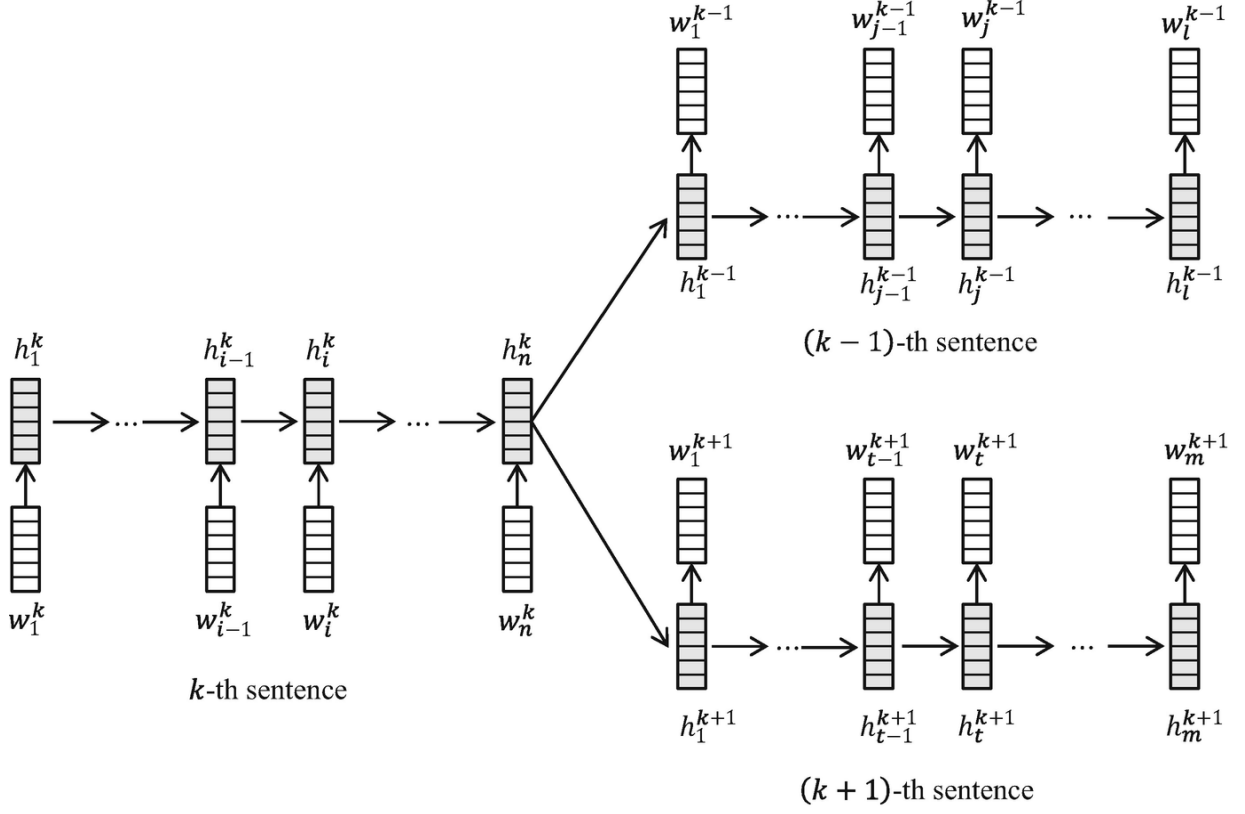 w_1^{k-1} w_{j-1}^{k-1} w_j^{k-1} w_l^{k-1}
... ...
h_1^{k-1} h_{j-1}^{k-1} h_j^{k-1} h_l^{k-1}
(k − 1)-th sentence
h_1^k h_{i-1}^k h_i^k h_n^k
... ...
w_1^k w_{i-1}^k w_i^k w_n^k
k-th sentence
w_1^{k+1} w_{t-1}^{k+1} w_t^{k+1} w_m^{k+1}
... ...
h_1^{k+1} h_{t-1}^{k+1} h_t^{k+1} h_m^{k+1}
(k + 1)-th sentence